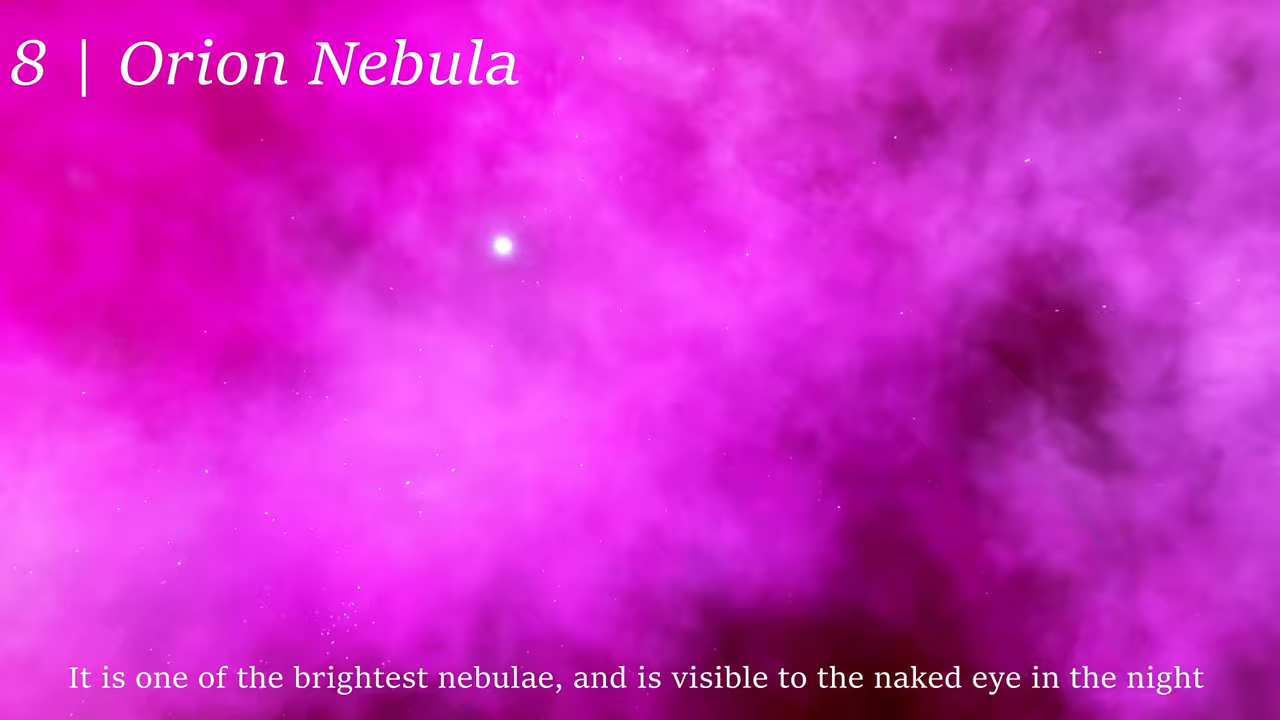 8 | Orion Nebula
It is one of the brightest nebulae, and is visible to the naked eye in the night